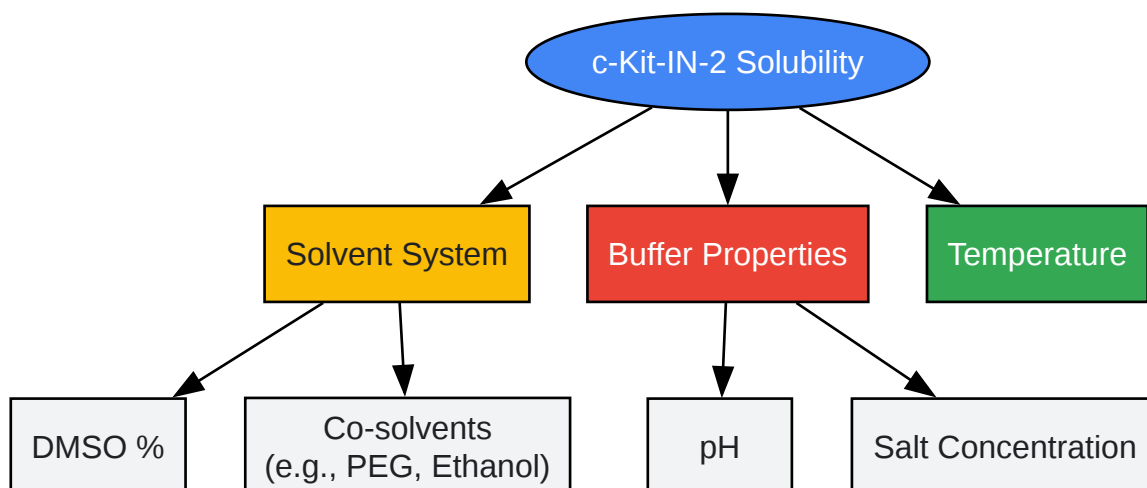 c-Kit-IN-2 Solubility
Solvent System
Buffer Properties
Temperature
DMSO %
Co-solvents
(e.g., PEG, Ethanol)
pH
Salt Concentration